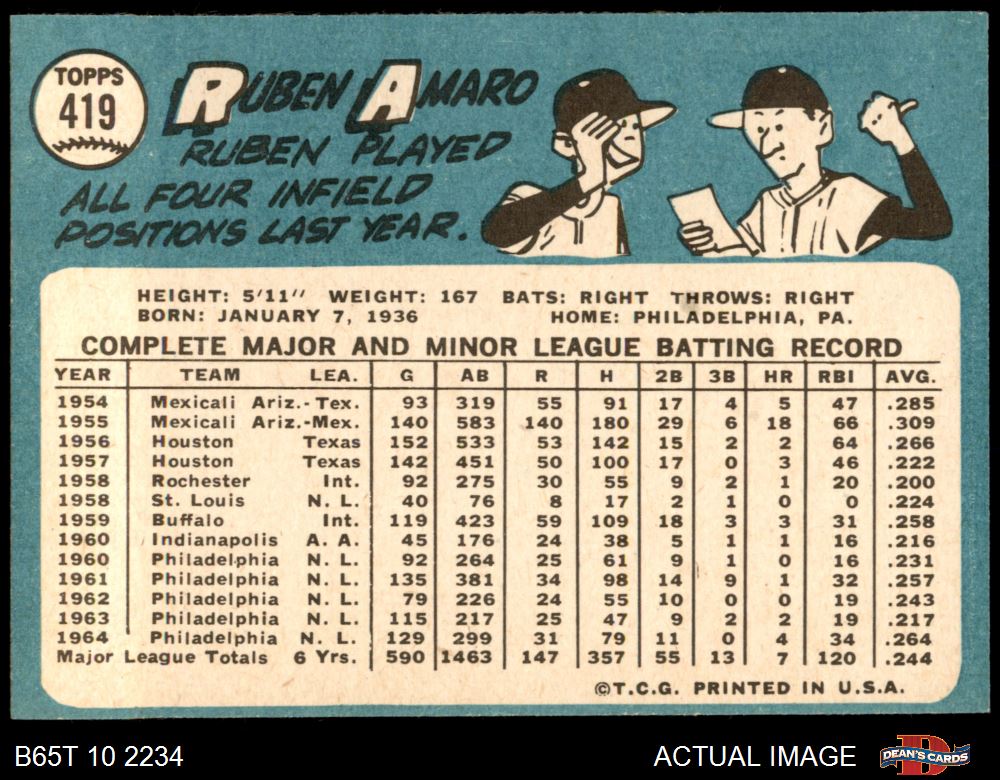 TOPPS
419
RUBEN AMARO
RUBEN PLAYED
ALL FOUR INFIELD
POSITIONS LAST YEAR.
HEIGHT: 5'11" WEIGHT: 167 BATS: RIGHT THROWS: RIGHT
BORN: JANUARY 7, 1936 HOME: PHILADELPHIA, PA.
COMPLETE MAJOR AND MINOR LEAGUE BATTING RECORD
YEAR TEAM LEA. G AB R H 2B 3B HR RBI AVG.
1954 Mexicali Ariz.-Tex. 93 319 55 91 17 4 5 47 .285
1955 Mexicali Ariz.-Mex. 140 583 140 180 29 6 18 66 .309
1956 Houston Texas 152 533 53 142 15 2 2 64 .266
1957 Houston Texas 142 451 50 100 17 0 3 46 .222
1958 Rochester Int. 92 275 30 55 9 2 1 20 .200
1958 St. Louis N. L. 40 76 8 17 2 1 0 0 .224
1959 Buffalo Int. 119 423 59 109 18 3 3 31 .258
1960 Indianapolis A. A. 45 176 24 38 5 1 1 16 .216
1960 Philadelphia N. L. 92 264 25 61 9 1 0 16 .231
1961 Philadelphia N. L. 135 381 34 98 14 9 1 32 .257
1962 Philadelphia N. L. 79 226 24 55 10 0 0 19 .243
1963 Philadelphia N. L. 115 217 25 47 9 2 2 19 .217
1964 Philadelphia N. L. 129 299 31 79 11 0 4 34 .264
Major League Totals 6 Yrs. 590 1463 147 357 55 13 7 120 .244
©T.C.G. PRINTED IN U.S.A.
B65T 10 2234 ACTUAL IMAGE DEAN'S CARDS